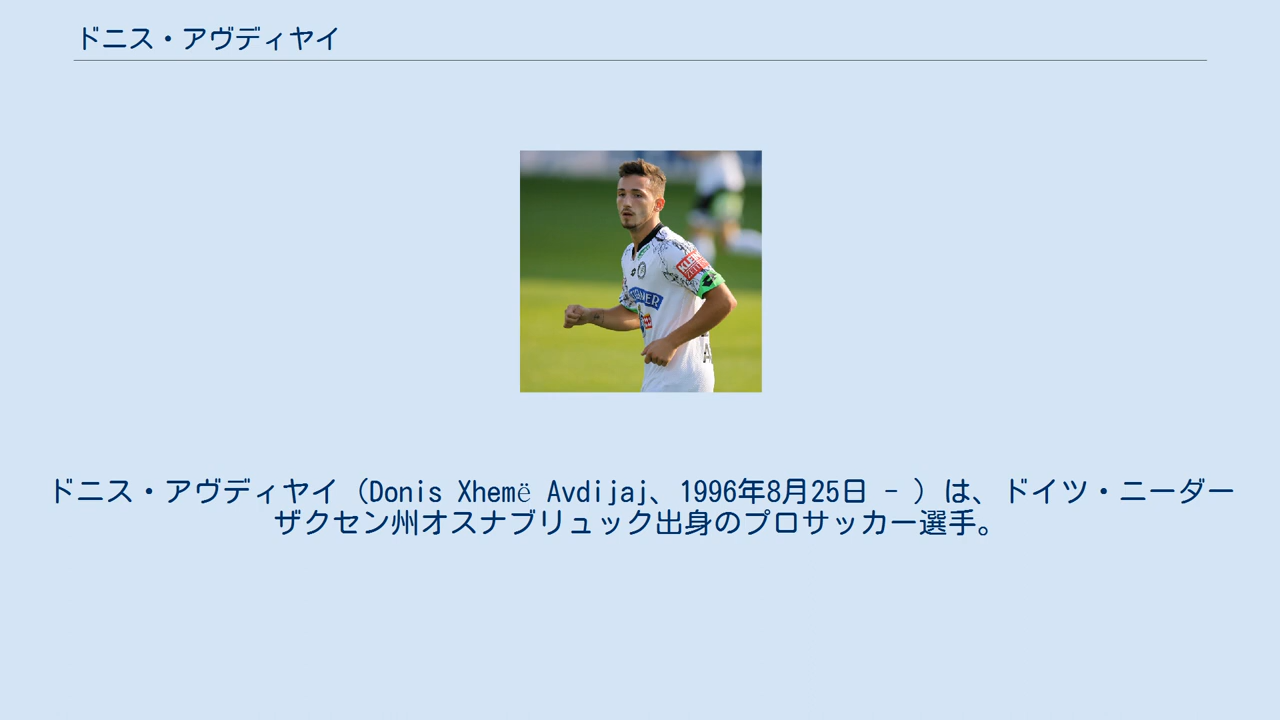 ドニス・アヴディヤイ
KLEIN
ドニス・アヴディヤイ（Donis Xhemë Avdijaj、1996年8月25日 - ）は、ドイツ・ニーダー
ザクセン州オスナブリュック出身のプロサッカー選手。